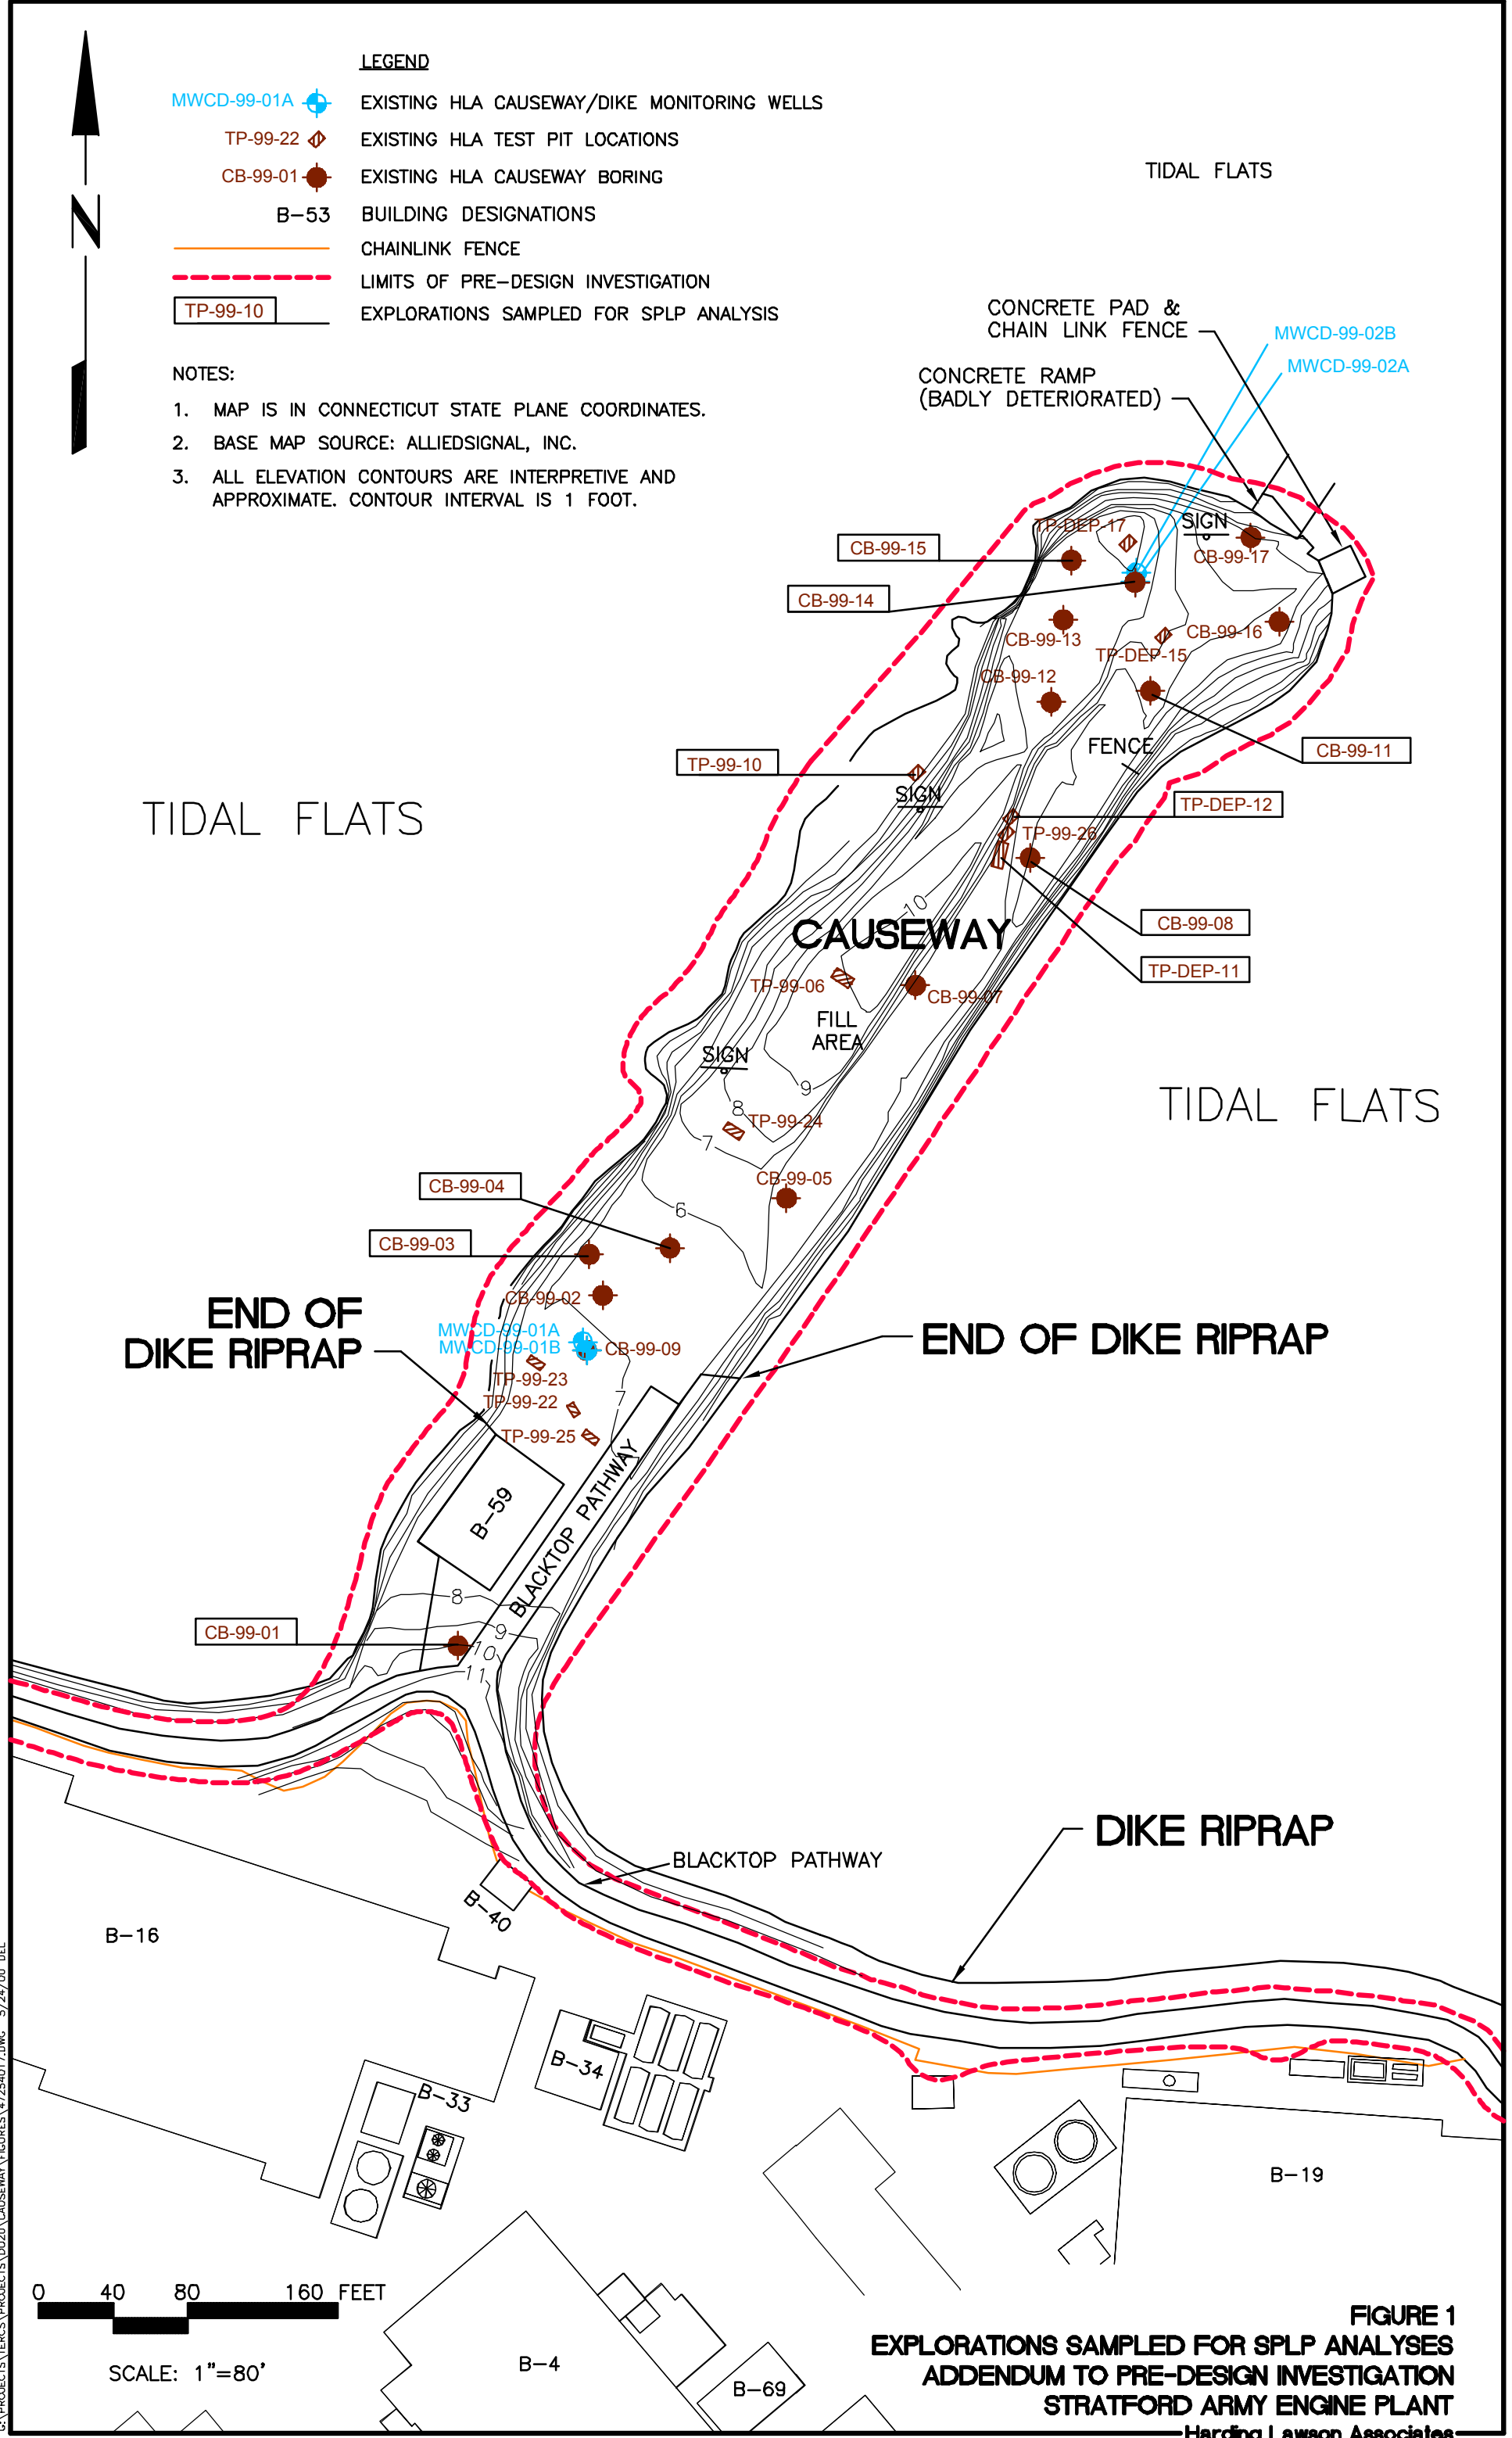 LEGEND
MWCD-99-01A EXISTING HLA CAUSEWAY/DIKE MONITORING WELLS
TP-99-22 EXISTING HLA TEST PIT LOCATIONS
CB-99-01 EXISTING HLA CAUSEWAY BORING
B-53 BUILDING DESIGNATIONS
CHAINLINK FENCE
LIMITS OF PRE-DESIGN INVESTIGATION
TP-99-10 EXPLORATIONS SAMPLED FOR SPLP ANALYSIS
N
NOTES:
1. MAP IS IN CONNECTICUT STATE PLANE COORDINATES.
2. BASE MAP SOURCE: ALLIEDSIGNAL, INC.
3. ALL ELEVATION CONTOURS ARE INTERPRETIVE AND
APPROXIMATE. CONTOUR INTERVAL IS 1 FOOT.
TIDAL FLATS
CONCRETE PAD &
CHAIN LINK FENCE
MWCD-99-02B
MWCD-99-02A
CONCRETE RAMP
(BADLY DETERIORATED)
TP-DEP-17
SIGN
CB-99-15
CB-99-17
CB-99-14
CB-99-13
CB-99-16
TP-DEP-15
CB-99-12
FENCE
CB-99-11
TP-99-10
SIGN
TP-DEP-12
TP-99-26
TIDAL FLATS
10
CAUSEWAY
CB-99-08
TP-DEP-11
TP-99-06
CB-99-07
FILL
AREA
SIGN
9
8
TP-99-24
7
TIDAL FLATS
CB-99-05
CB-99-04
6
CB-99-03
CB-99-02
END OF
DIKE RIPRAP
MWCD-99-01A
MWCD-99-01B
CB-99-09
END OF DIKE RIPRAP
TP-99-23
TP-99-22
7
TP-99-25
B-59
BLACKTOP PATHWAY
8
9
CB-99-01
10
11
DIKE RIPRAP
BLACKTOP PATHWAY
B-40
B-16
B-34
B-33
B-19
0 40 80 160 FEET
SCALE: 1"=80'
B-4
B-69
FIGURE 1
EXPLORATIONS SAMPLED FOR SPLP ANALYSES
ADDENDUM TO PRE-DESIGN INVESTIGATION
STRATFORD ARMY ENGINE PLANT
Harding Lawson Associates